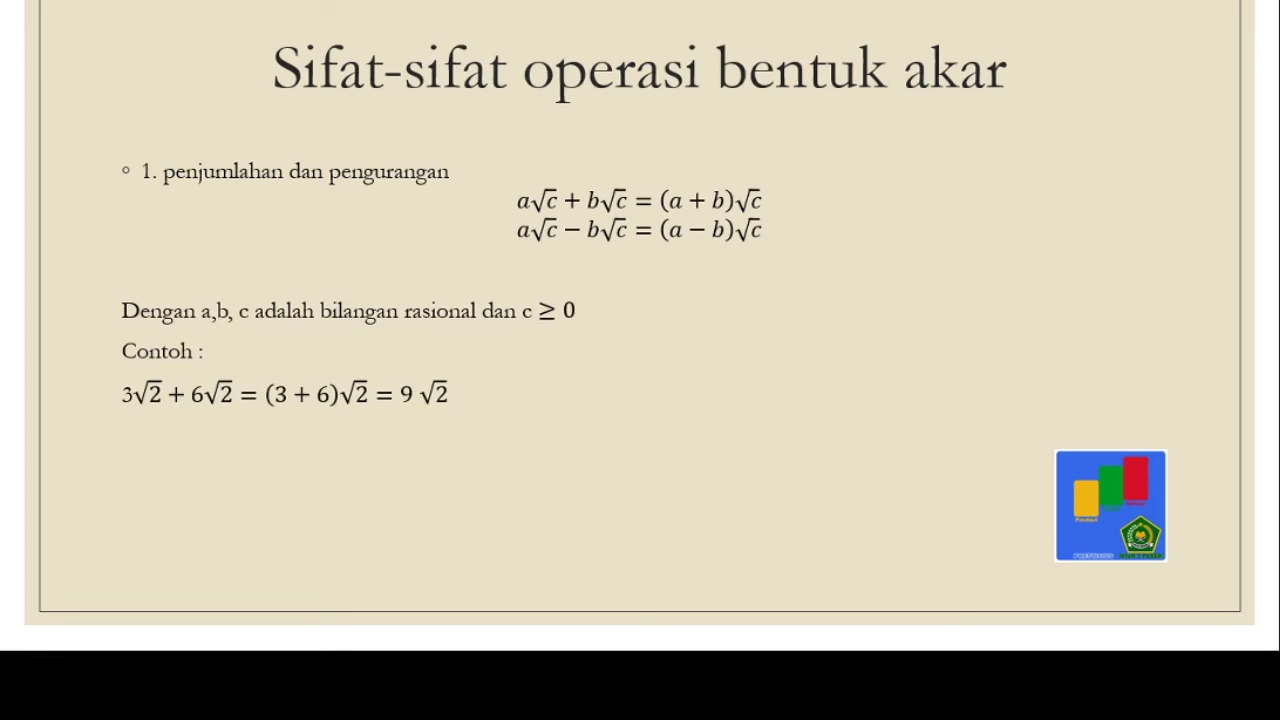 Sifat-sifat operasi bentuk akar
◦ 1. penjumlahan dan pengurangan
a√c + b√c = (a + b)√c
a√c − b√c = (a − b)√c
Dengan a,b, c adalah bilangan rasional dan c ≥ 0
Contoh :
3√2 + 6√2 = (3 + 6)√2 = 9 √2